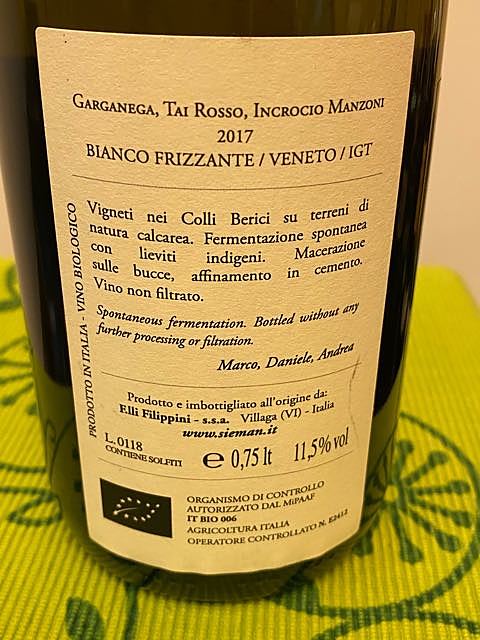 GARGANEGA, TAI ROSSO, INCROCIO MANZONI
2017
BIANCO FRIZZANTE / VENETO / IGT
Vigneti nei Colli Berici su terreni di
natura calcarea. Fermentazione spontanea
con lieviti indigeni. Macerazione
sulle bucce, affinamento in cemento.
Vino non filtrato.
Spontaneous fermentation. Bottled without any
further processing or filtration.
Marco, Daniele, Andrea
PRODOTTO IN ITALIA - VINO BIOLOGICO
Prodotto e imbottigliato all'origine da:
F.lli Filippini - s.s.a. Villaga (VI) - Italia
www.sieman.it
L. 0118
CONTIENE SOLFITI
e 0,75 lt 11,5% vol
ORGANISMO DI CONTROLLO
AUTORIZZATO DAL MiPAAF
IT BIO 006
AGRICOLTURA ITALIA
OPERATORE CONTROLLATO N. E2412